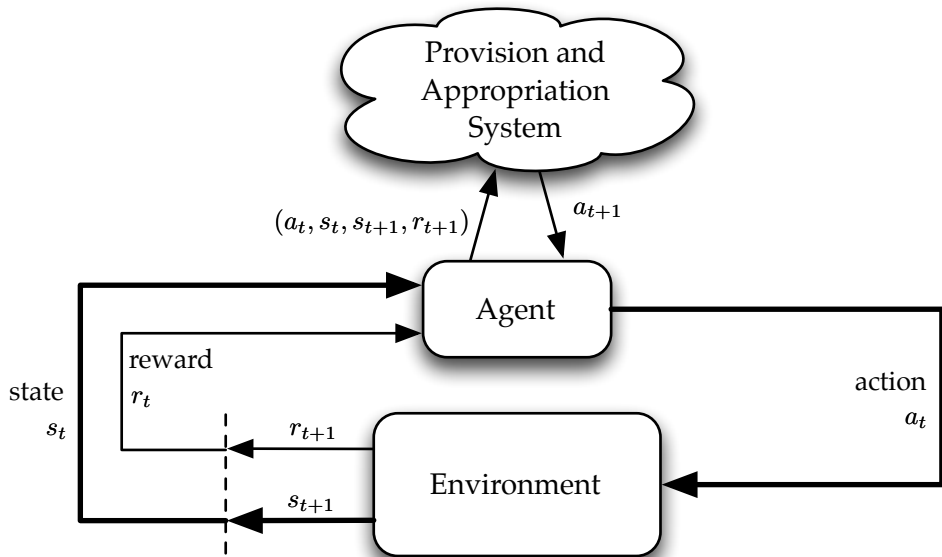 Provision and
Appropriation
System
(a_t, s_t, s_{t+1}, r_{t+1})
a_{t+1}
Agent
reward
r_t
state
s_t
action
a_t
r_{t+1}
Environment
s_{t+1}